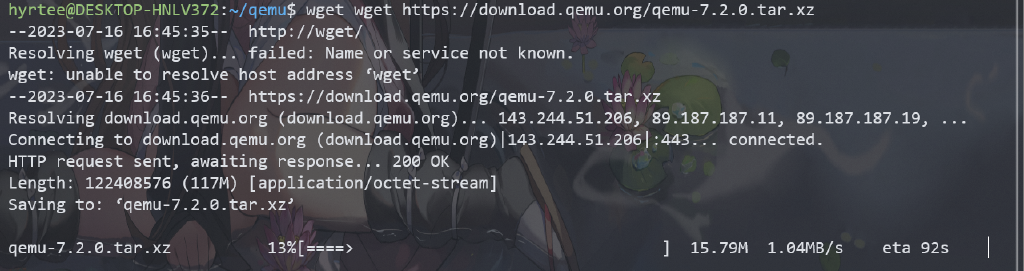 hyrtee@DESKTOP-HNLV372:~/qemu$ wget wget https://download.qemu.org/qemu-7.2.0.tar.xz
--2023-07-16 16:45:35--  http://wget/
Resolving wget (wget)... failed: Name or service not known.
wget: unable to resolve host address ‘wget’
--2023-07-16 16:45:36--  https://download.qemu.org/qemu-7.2.0.tar.xz
Resolving download.qemu.org (download.qemu.org)... 143.244.51.206, 89.187.187.11, 89.187.187.19, ...
Connecting to download.qemu.org (download.qemu.org)|143.244.51.206|:443... connected.
HTTP request sent, awaiting response... 200 OK
Length: 122408576 (117M) [application/octet-stream]
Saving to: ‘qemu-7.2.0.tar.xz’
qemu-7.2.0.tar.xz          13%[====>                              ]  15.79M  1.04MB/s    eta 92s